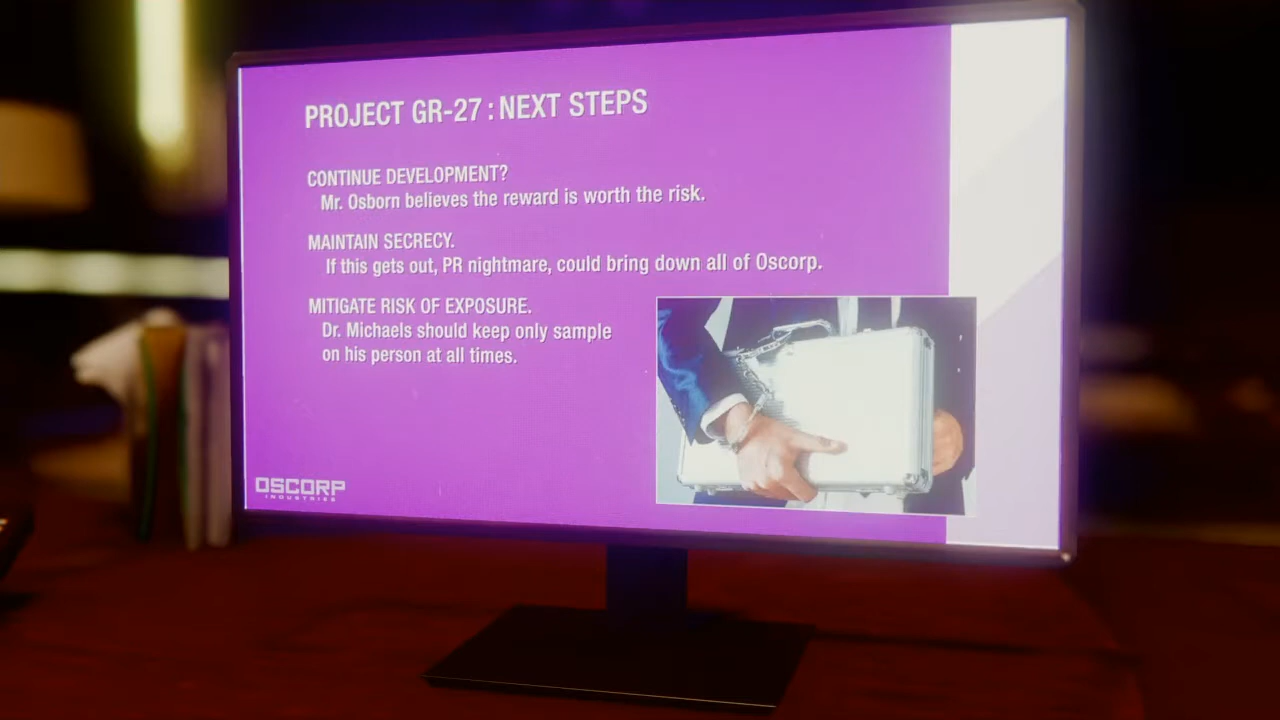 PROJECT GR-27 : NEXT STEPS
CONTINUE DEVELOPMENT?
Mr. Osborn believes the reward is worth the risk.
MAINTAIN SECRECY.
If this gets out, PR nightmare, could bring down all of Oscorp.
MITIGATE RISK OF EXPOSURE.
Dr. Michaels should keep only sample
on his person at all times.
OSCORP
INDUSTRIES